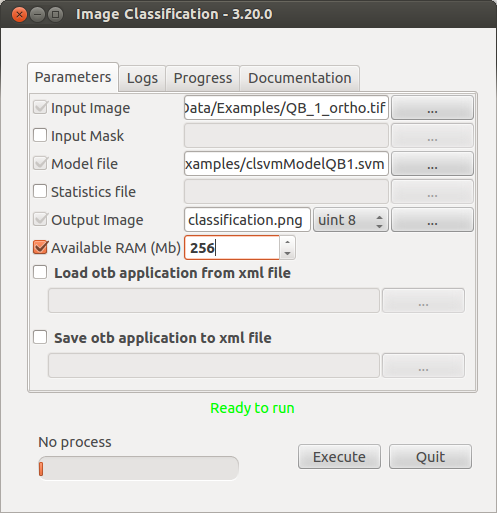 Image Classification - 3.20.0
Parameters Logs Progress Documentation
Input Image Data/Examples/QB_1_ortho.tif ...
Input Mask ...
Model file xamples/clsvmModelQB1.svm ...
Statistics file ...
Output Image classification.png uint 8 ...
Available RAM (Mb) 256
Load otb application from xml file
...
Save otb application to xml file
...
Ready to run
No process
Execute Quit